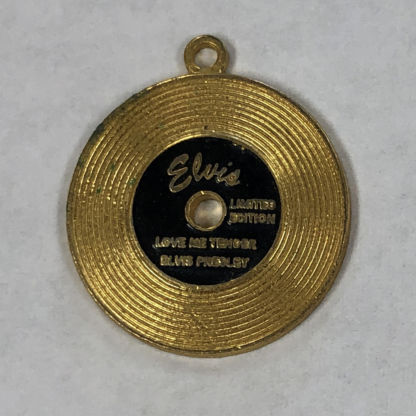 Elvis
LIMITED
EDITION
LOVE ME TENDER
ELVIS PRESLEY